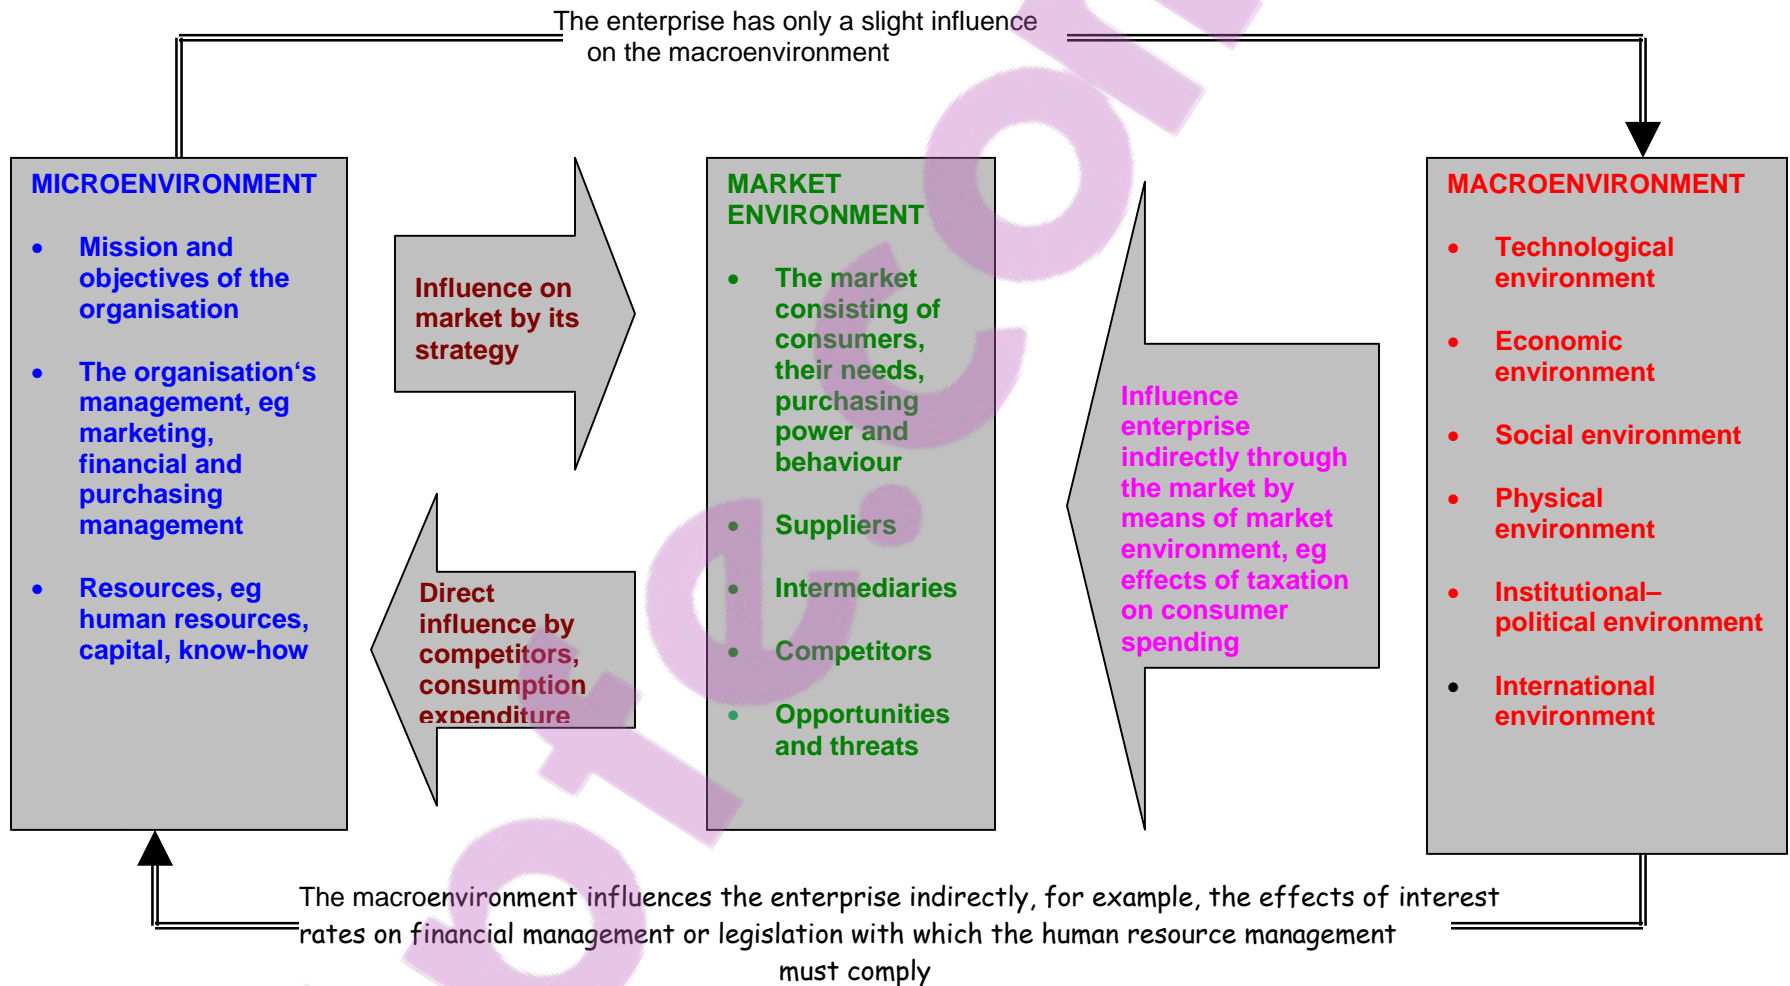 The enterprise has only a slight influence
on the macroenvironment
MICROENVIRONMENT
• Mission and
objectives of the
organisation
• The organisation‘s
management, eg
marketing,
financial and
purchasing
management
• Resources, eg
human resources,
capital, know-how
Influence on
market by its
strategy
Direct
influence by
competitors,
consumption
expenditure
MARKET
ENVIRONMENT
• The market
consisting of
consumers,
their needs,
purchasing
power and
behaviour
• Suppliers
• Intermediaries
• Competitors
• Opportunities
and threats
Influence
enterprise
indirectly through
the market by
means of market
environment, eg
effects of taxation
on consumer
spending
MACROENVIRONMENT
• Technological
environment
• Economic
environment
• Social environment
• Physical
environment
• Institutional–
political environment
• International
environment
The macroenvironment influences the enterprise indirectly, for example, the effects of interest
rates on financial management or legislation with which the human resource management
must comply